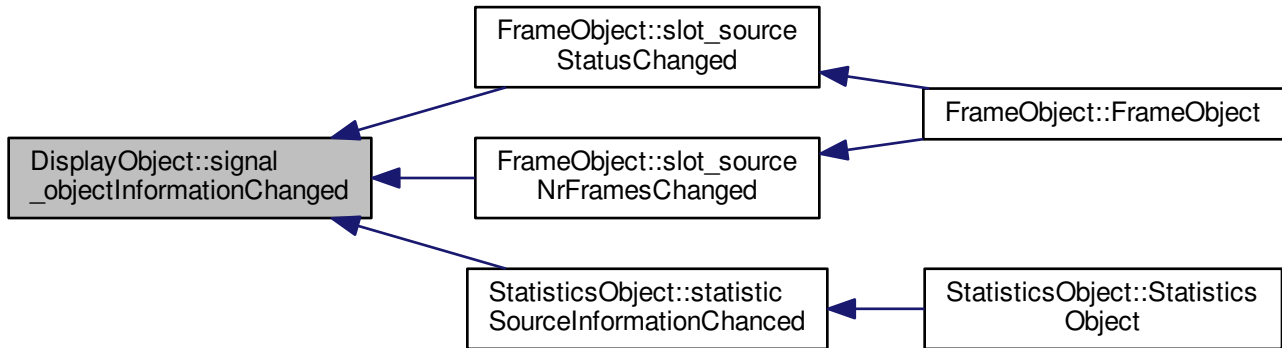 FrameObject::slot_source
StatusChanged
FrameObject::FrameObject
DisplayObject::signal
_objectInformationChanged
FrameObject::slot_source
NrFramesChanged
StatisticsObject::statistic
SourceInformationChanced
StatisticsObject::Statistics
Object